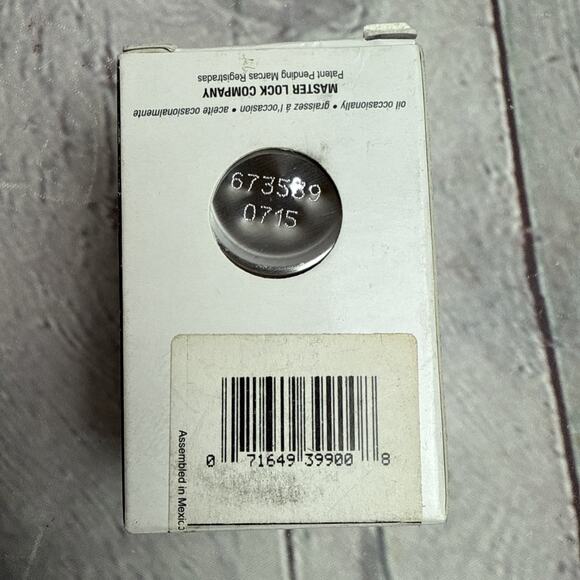 oil occasionally • graissez á l'occasion • aceite ocasionalmente
MASTER LOCK COMPANY
Patent Pending Marcas Registradas
673589
0715
Assembled in Mexico
0 71649 39900 8